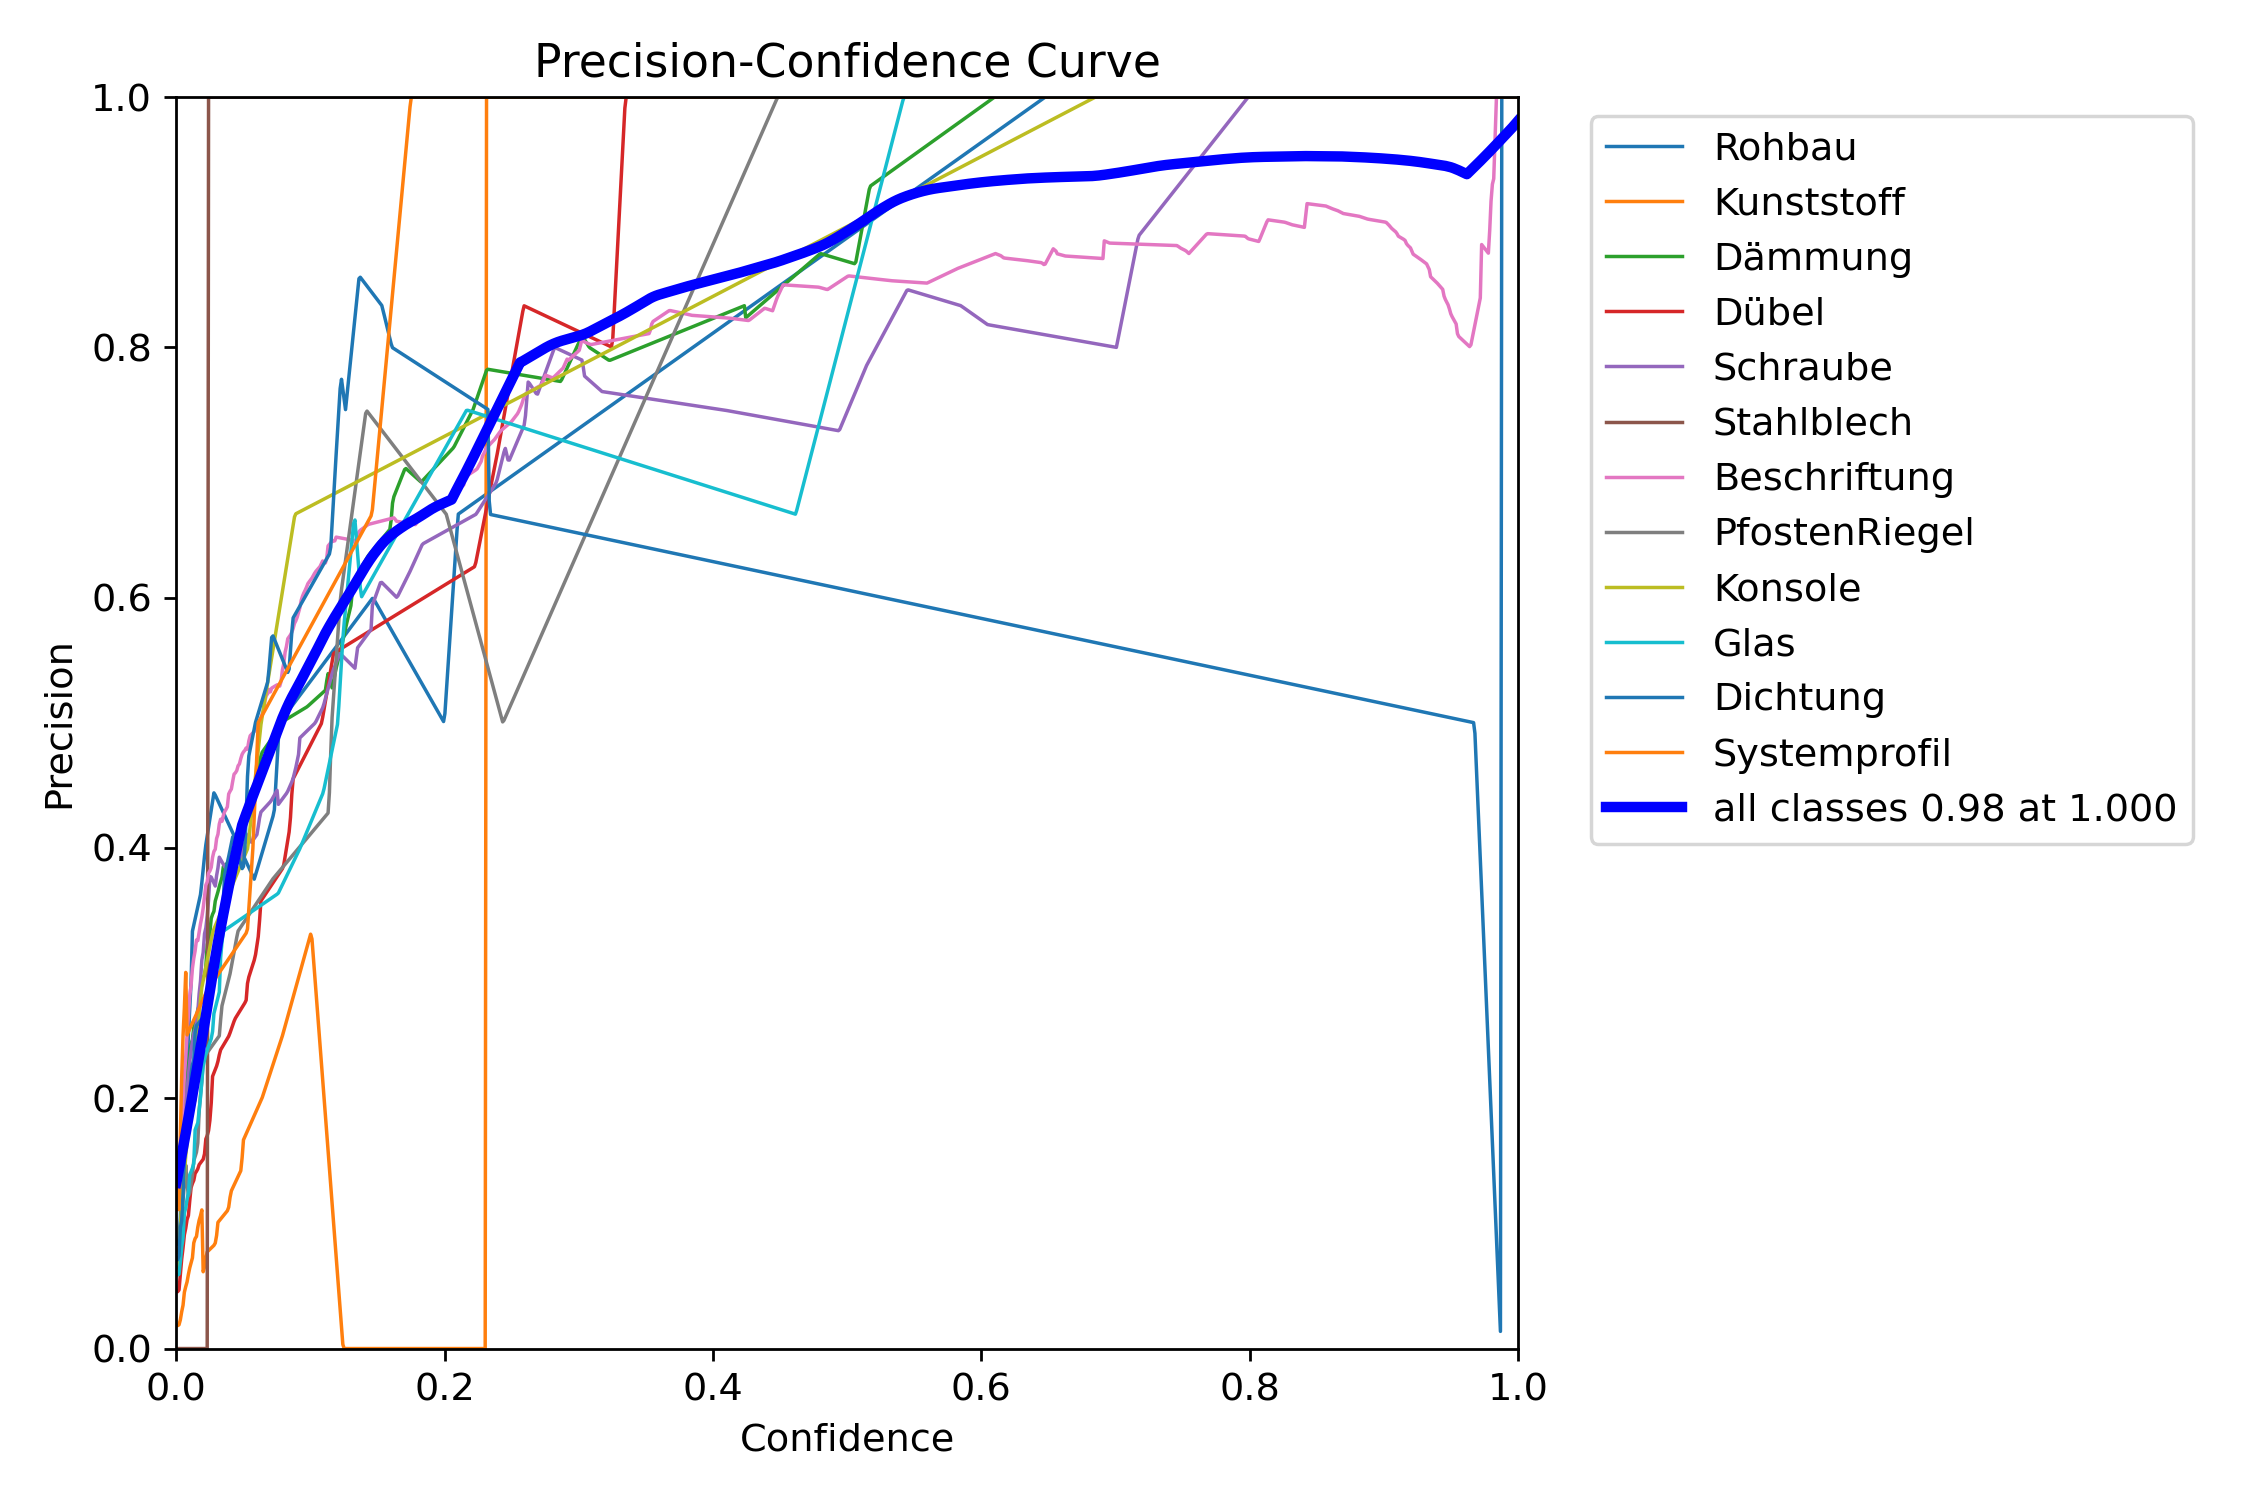 Precision-Confidence Curve
1.0
0.8
0.6
0.4
0.2
0.0
Precision
0.0
0.2
0.4
0.6
0.8
1.0
Confidence
Rohbau
Kunststoff
Dämmung
Dübel
Schraube
Stahlblech
Beschriftung
PfostenRiegel
Konsole
Glas
Dichtung
Systemprofil
all classes 0.98 at 1.000